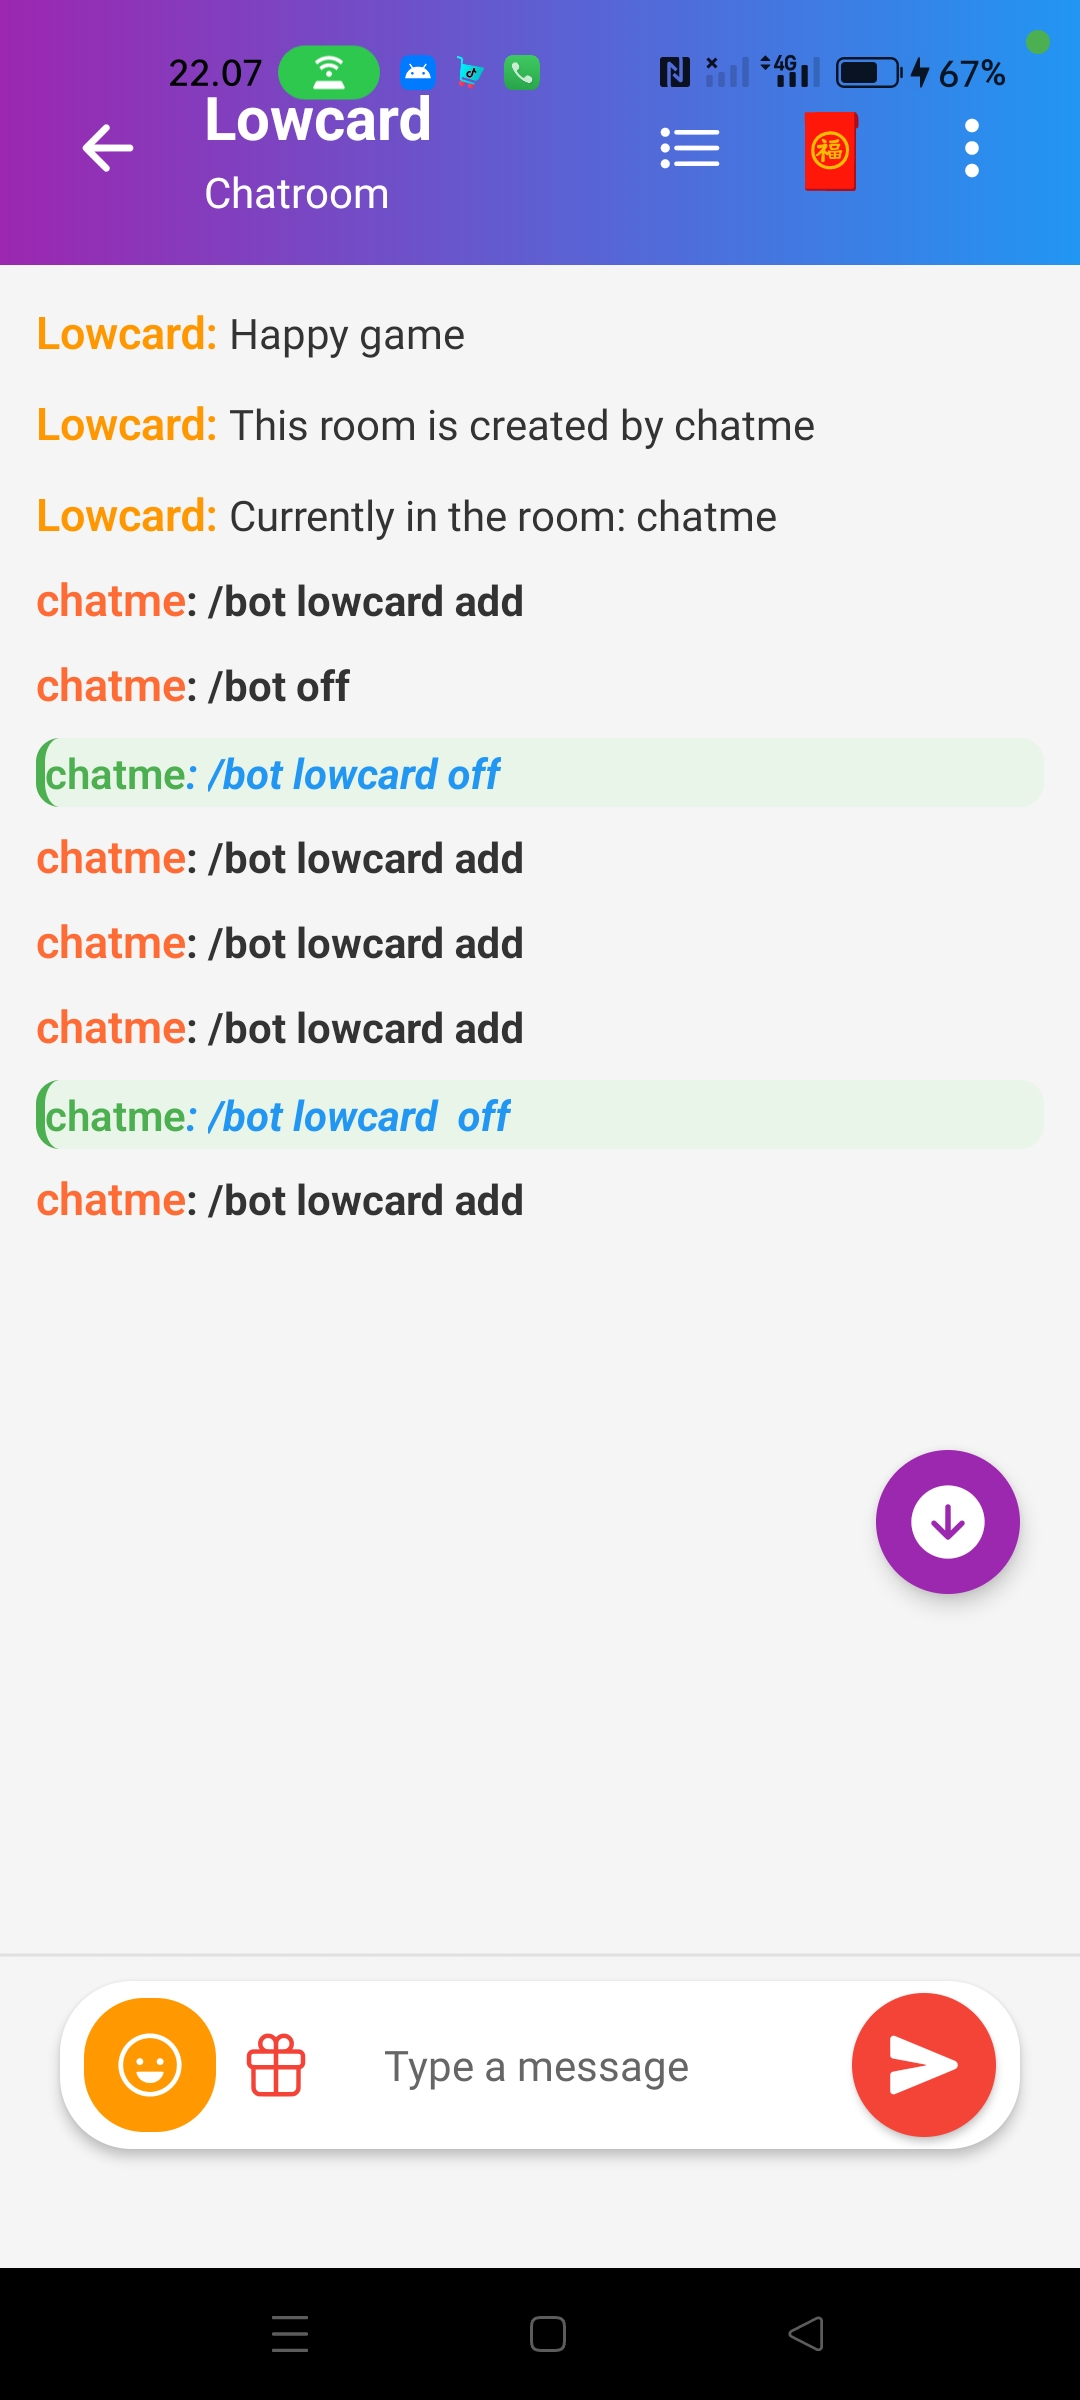 22.07
4G
67%
Lowcard
Chatroom
福
Lowcard: Happy game
Lowcard: This room is created by chatme
Lowcard: Currently in the room: chatme
chatme: /bot lowcard add
chatme: /bot off
chatme: /bot lowcard off
chatme: /bot lowcard add
chatme: /bot lowcard add
chatme: /bot lowcard add
chatme: /bot lowcard  off
chatme: /bot lowcard add
Type a message